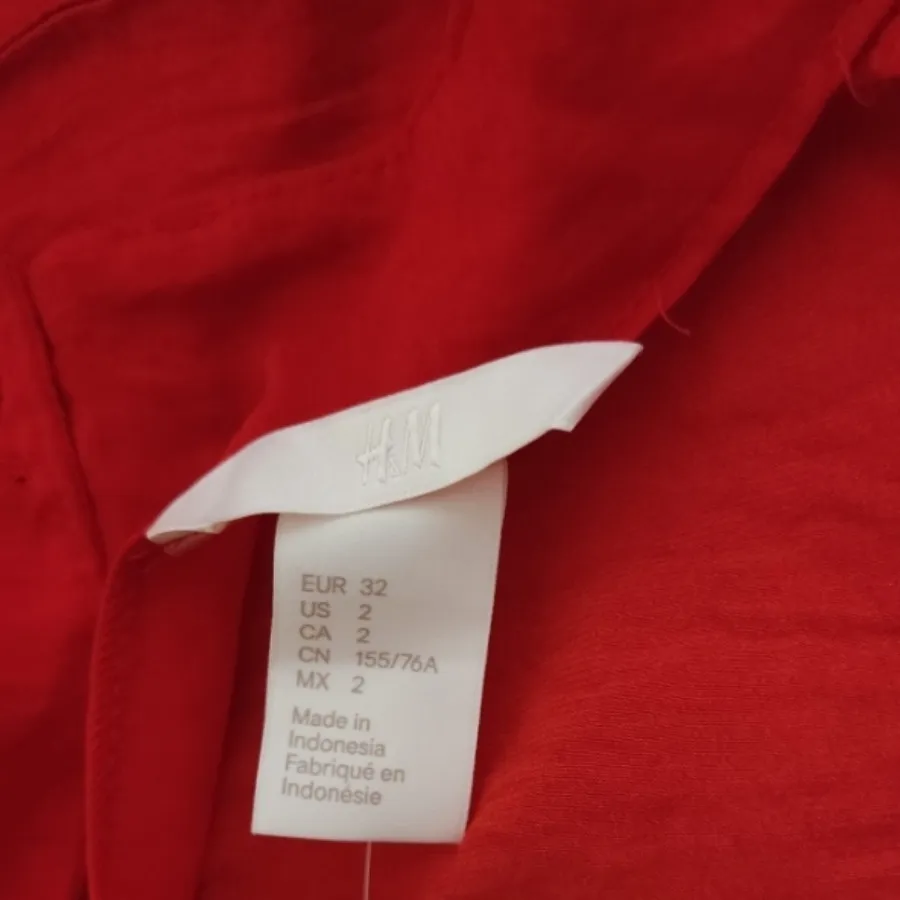 H&M
EUR 32
US 2
CA 2
CN 155/76A
MX 2
Made in
Indonesia
Fabriqué en
Indonésie